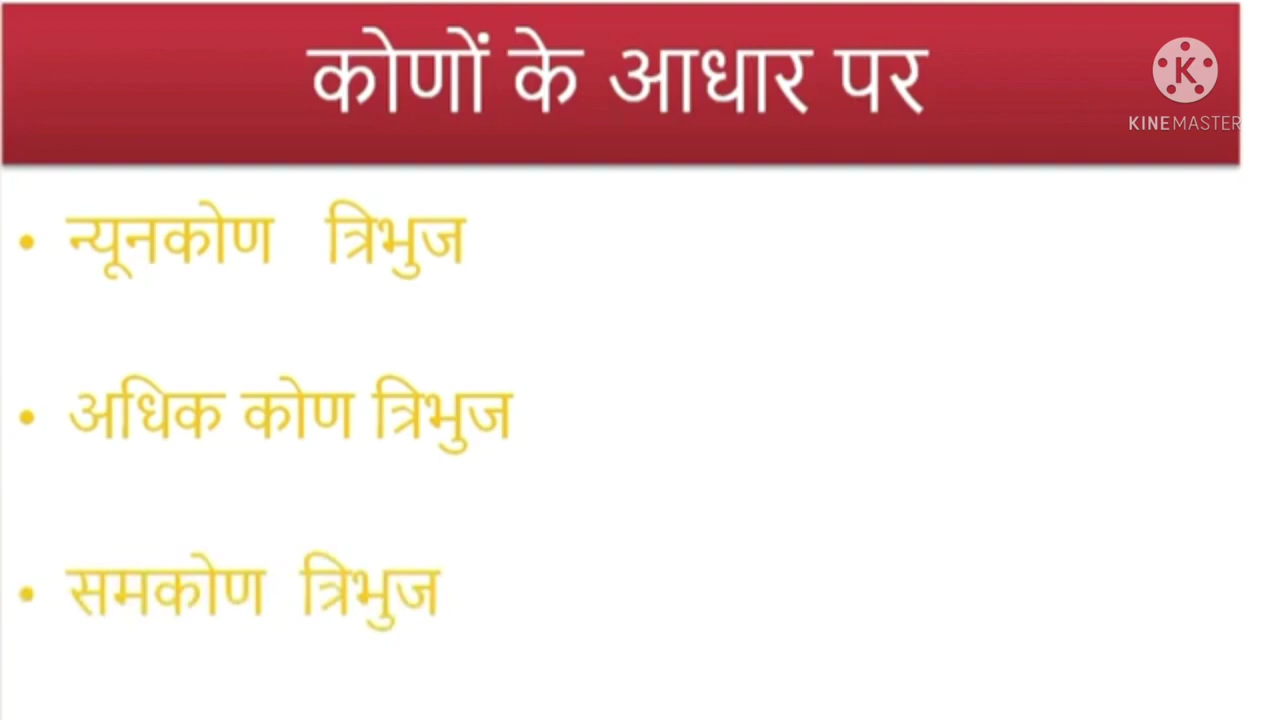 कोणों के आधार पर
KINEMASTER
• न्यूनकोण त्रिभुज
• अधिक कोण त्रिभुज
• समकोण त्रिभुज